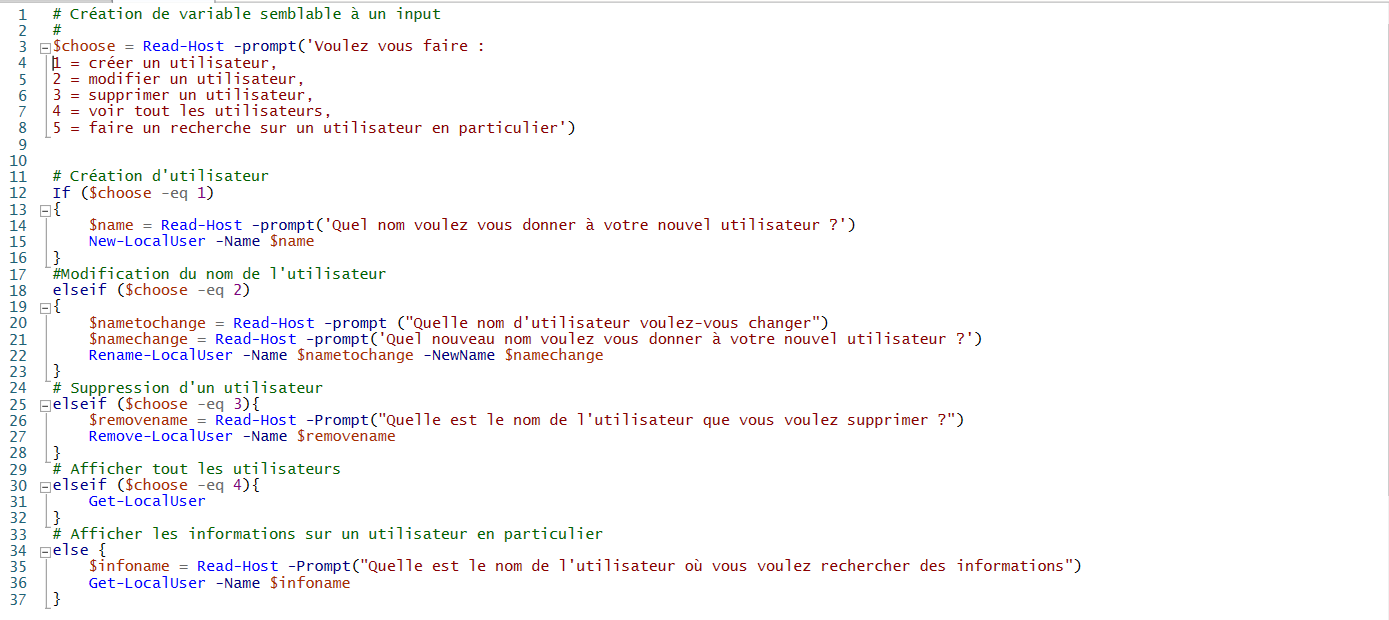 1 # Création de variable semblable à un input
2 #
3 $choose = Read-Host -prompt('Voulez vous faire :
4 1 = créer un utilisateur,
5 2 = modifier un utilisateur,
6 3 = supprimer un utilisateur,
7 4 = voir tout les utilisateurs,
8 5 = faire un recherche sur un utilisateur en particulier')
9
10
11 # Création d'utilisateur
12 If ($choose -eq 1)
13 {
14     $name = Read-Host -prompt('Quel nom voulez vous donner à votre nouvel utilisateur ?')
15     New-LocalUser -Name $name
16 }
17 #Modification du nom de l'utilisateur
18 elseif ($choose -eq 2)
19 {
20     $nametochange = Read-Host -prompt ("Quelle nom d'utilisateur voulez-vous changer")
21     $namechange = Read-Host -prompt('Quel nouveau nom voulez vous donner à votre nouvel utilisateur ?')
22     Rename-LocalUser -Name $nametochange -NewName $namechange
23 }
24 # Suppression d'un utilisateur
25 elseif ($choose -eq 3){
26     $removename = Read-Host -Prompt("Quelle est le nom de l'utilisateur que vous voulez supprimer ?")
27     Remove-LocalUser -Name $removename
28 }
29 # Afficher tout les utilisateurs
30 elseif ($choose -eq 4){
31     Get-LocalUser
32 }
33 # Afficher les informations sur un utilisateur en particulier
34 else {
35     $infoname = Read-Host -Prompt("Quelle est le nom de l'utilisateur où vous voulez rechercher des informations")
36     Get-LocalUser -Name $infoname
37 }